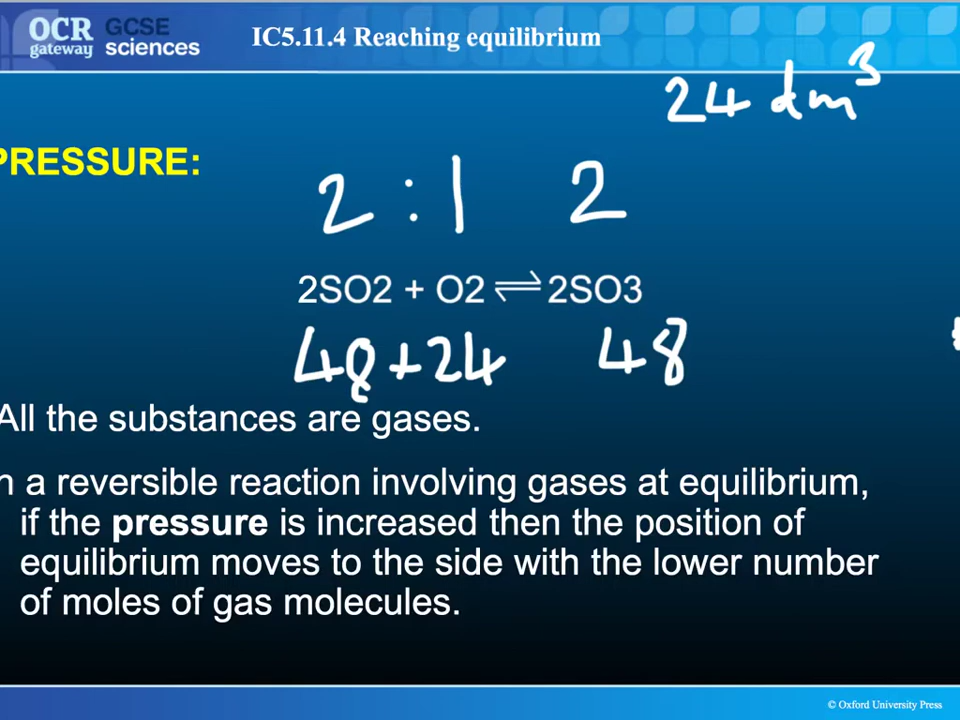 OCR gateway GCSE sciences
IC5.11.4 Reaching equilibrium
24 dm³
PRESSURE:
2 : 1 2
2SO2 + O2 ⇌ 2SO3
48+24 48
All the substances are gases.
n a reversible reaction involving gases at equilibrium,
if the pressure is increased then the position of
equilibrium moves to the side with the lower number
of moles of gas molecules.
© Oxford University Press